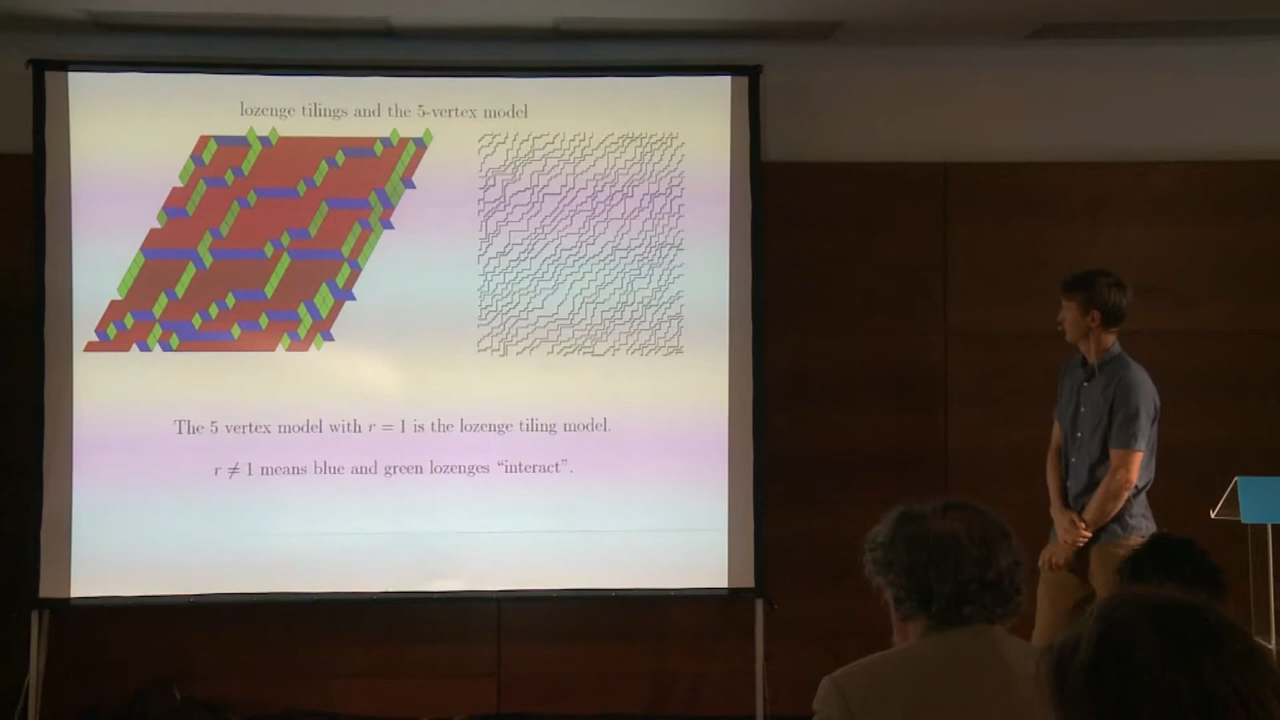 lozenge tilings and the 5-vertex model
The 5 vertex model with r = 1 is the lozenge tiling model.
r ≠ 1 means blue and green lozenges “interact”.